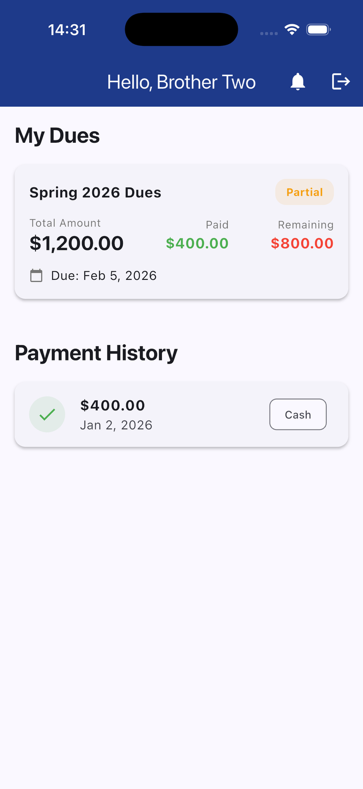 14:31
Hello, Brother Two
My Dues
Spring 2026 Dues
Partial
Total Amount
Paid
Remaining
$1,200.00
$400.00
$800.00
Due: Feb 5, 2026
Payment History
$400.00
Jan 2, 2026
Cash